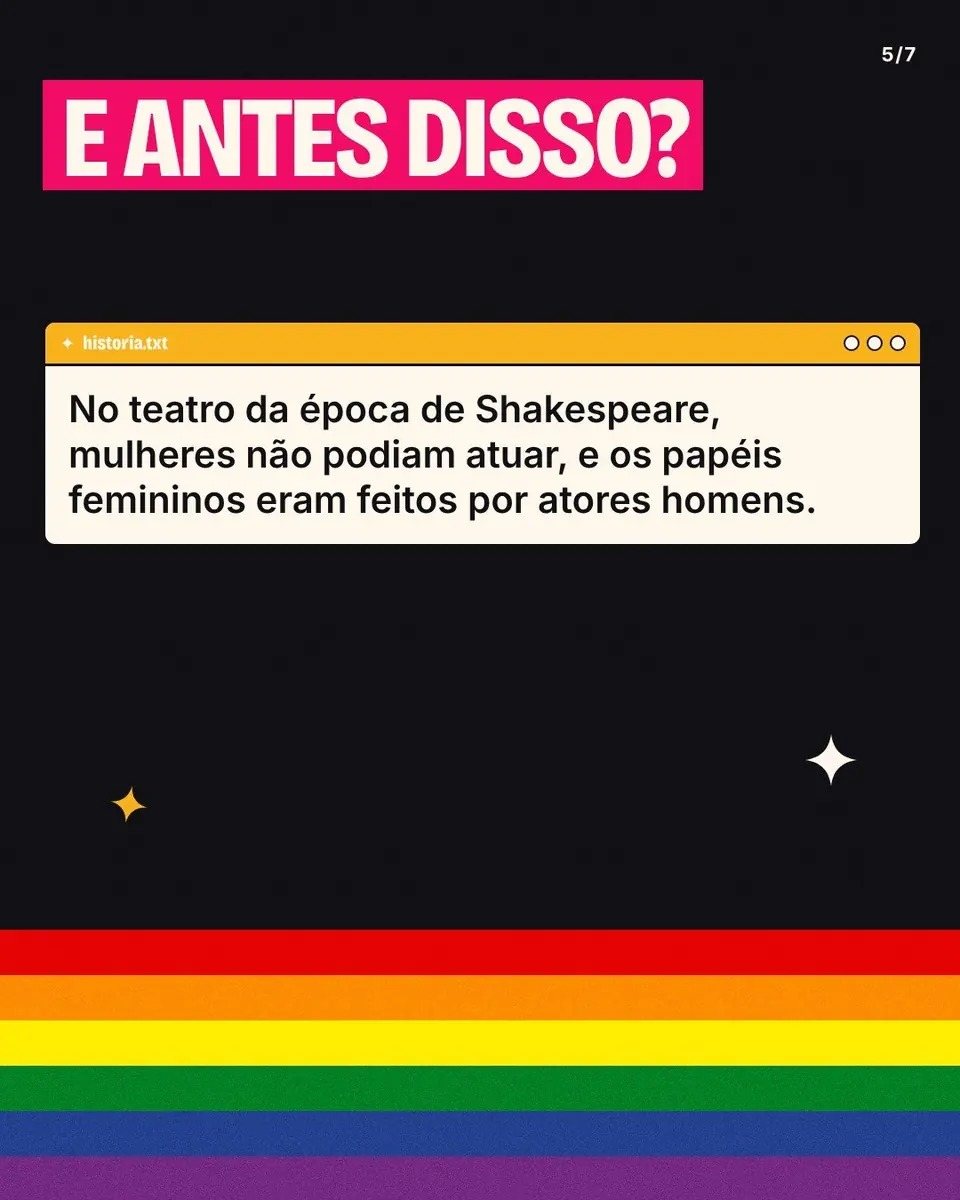 5/7
E ANTES DISSO?
historia.txt
No teatro da época de Shakespeare,
mulheres não podiam atuar, e os papéis
femininos eram feitos por atores homens.